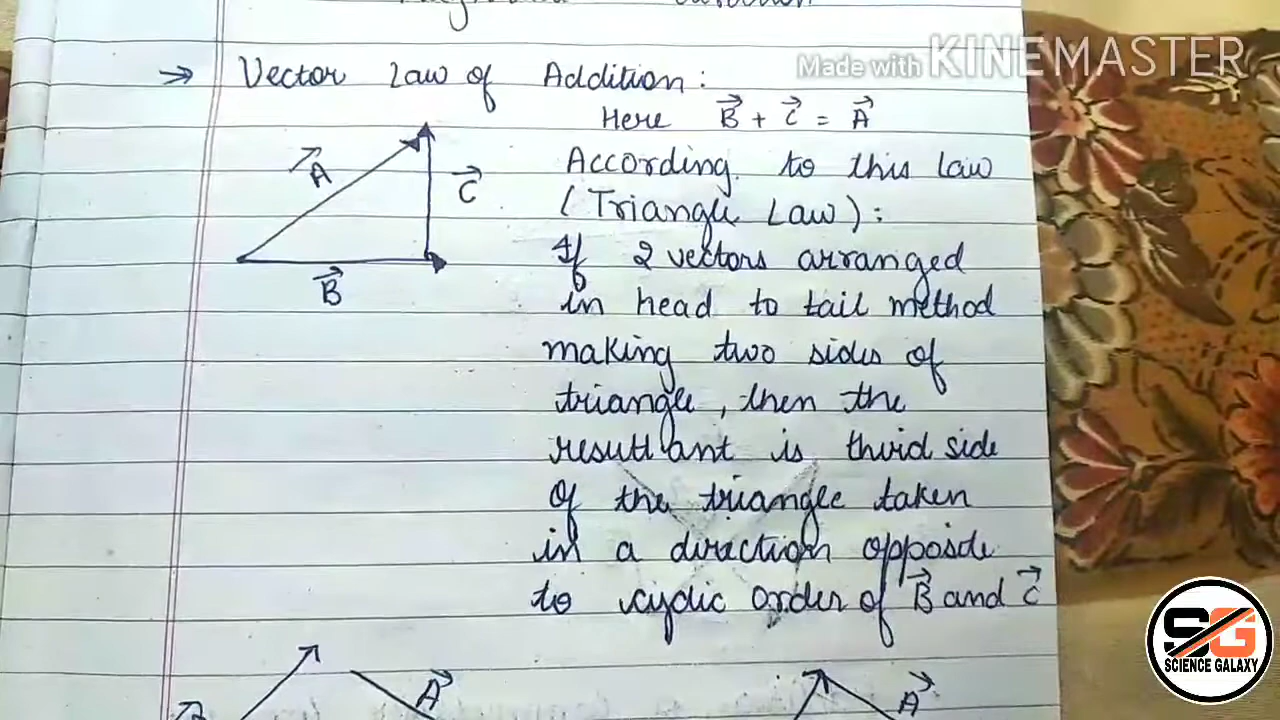 Made with KINEMASTER
→ Vector Law of Addition:
Here B⃗ + C⃗ = A⃗
A⃗
C⃗
B⃗
According to this law
(Triangle Law):
If 2 vectors arranged
in head to tail method
making two sides of
triangle, then the
resultant is third side
of the triangle taken
in a direction opposide
to cyclic order of B⃗ and C⃗
A⃗
A⃗
SG
SCIENCE GALAXY